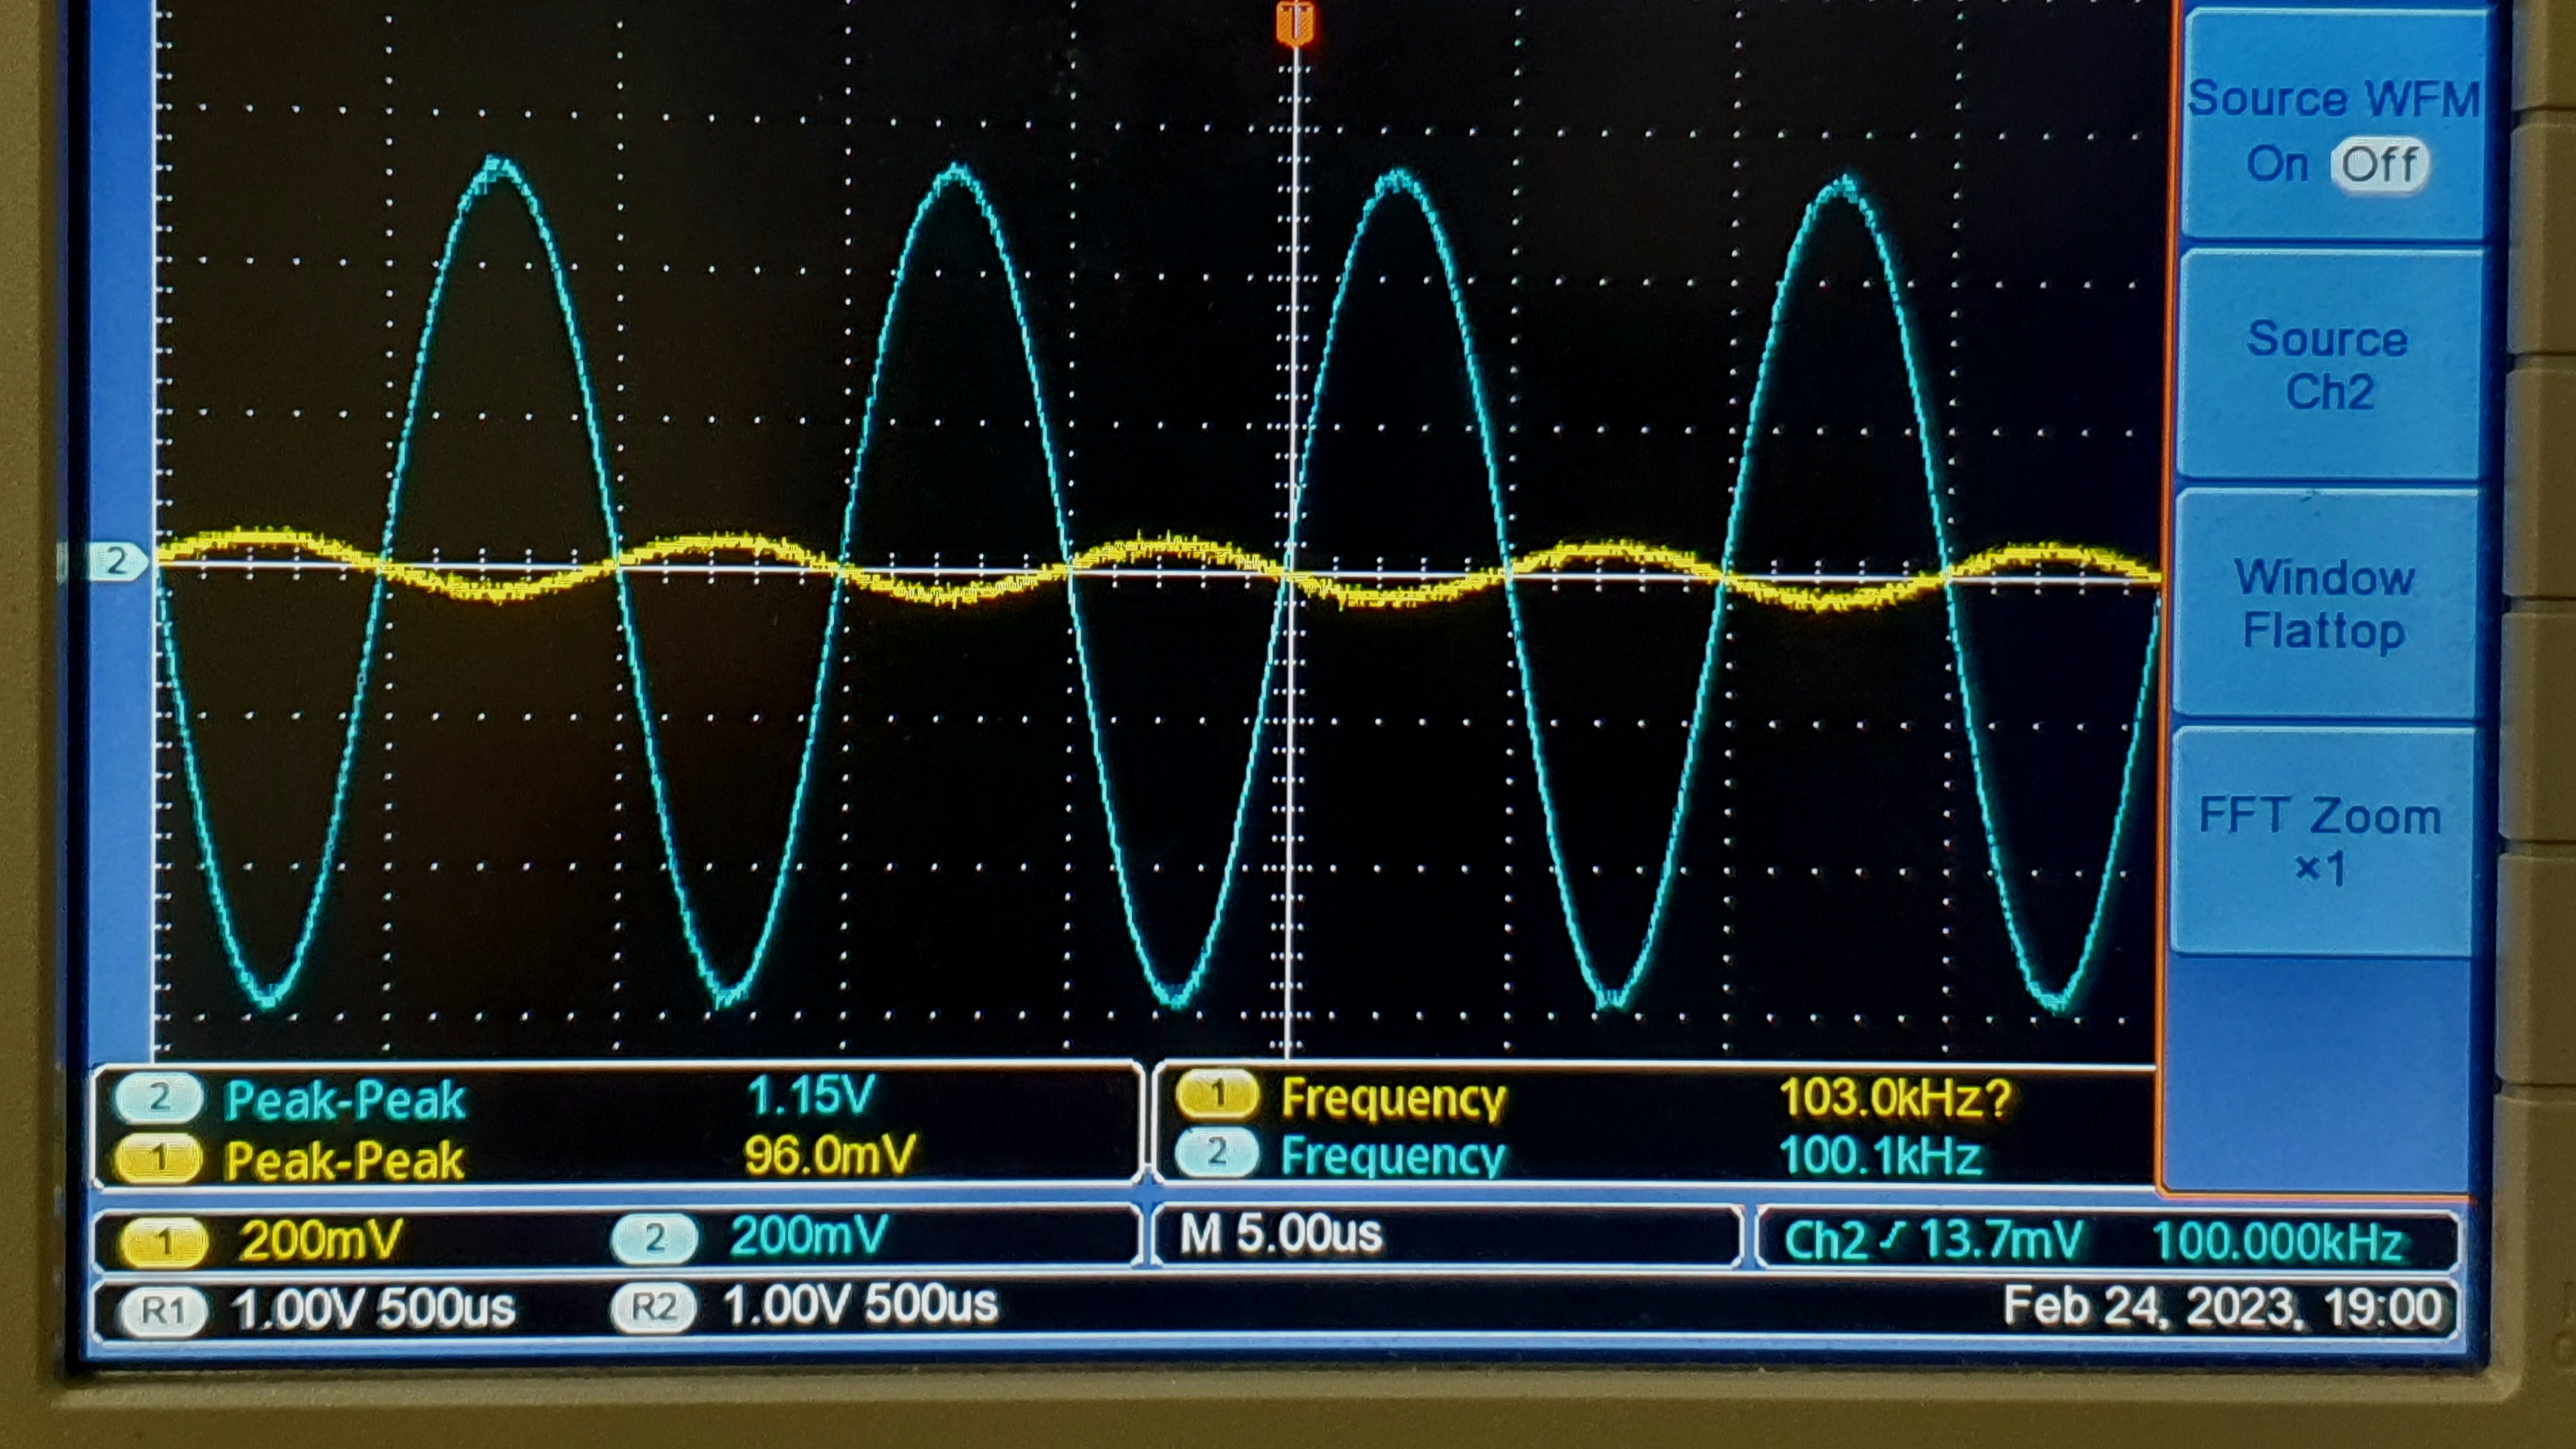 T
Source WFM
On Off
Source
Ch2
2
Window
Flattop
FFT Zoom
×1
2 Peak-Peak 1.15V
1 Peak-Peak 96.0mV
1 Frequency 103.0kHz?
2 Frequency 100.1kHz
1 200mV 2 200mV M 5.00us Ch2 13.7mV 100.000kHz
R1 1.00V 500us R2 1.00V 500us Feb 24, 2023, 19:00